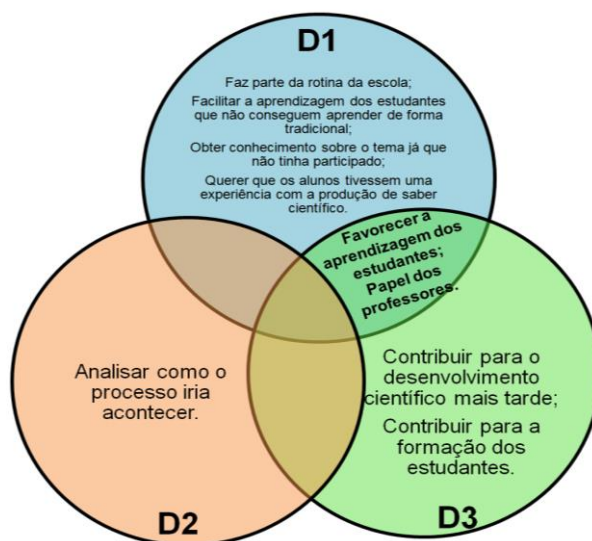 D1
Faz parte da rotina da escola;
Facilitar a aprendizagem dos estudantes
que não conseguem aprender de forma
tradicional;
Obter conhecimento sobre o tema já que
não tinha participado;
Querer que os alunos tivessem uma
experiência com a produção de saber
científico.
Favorecer a
aprendizagem dos
estudantes;
Papel dos
professores.
Analisar como o
processo iria
acontecer.
Contribuir para o
desenvolvimento
científico mais tarde;
Contribuir para a
formação dos
estudantes.
D2
D3